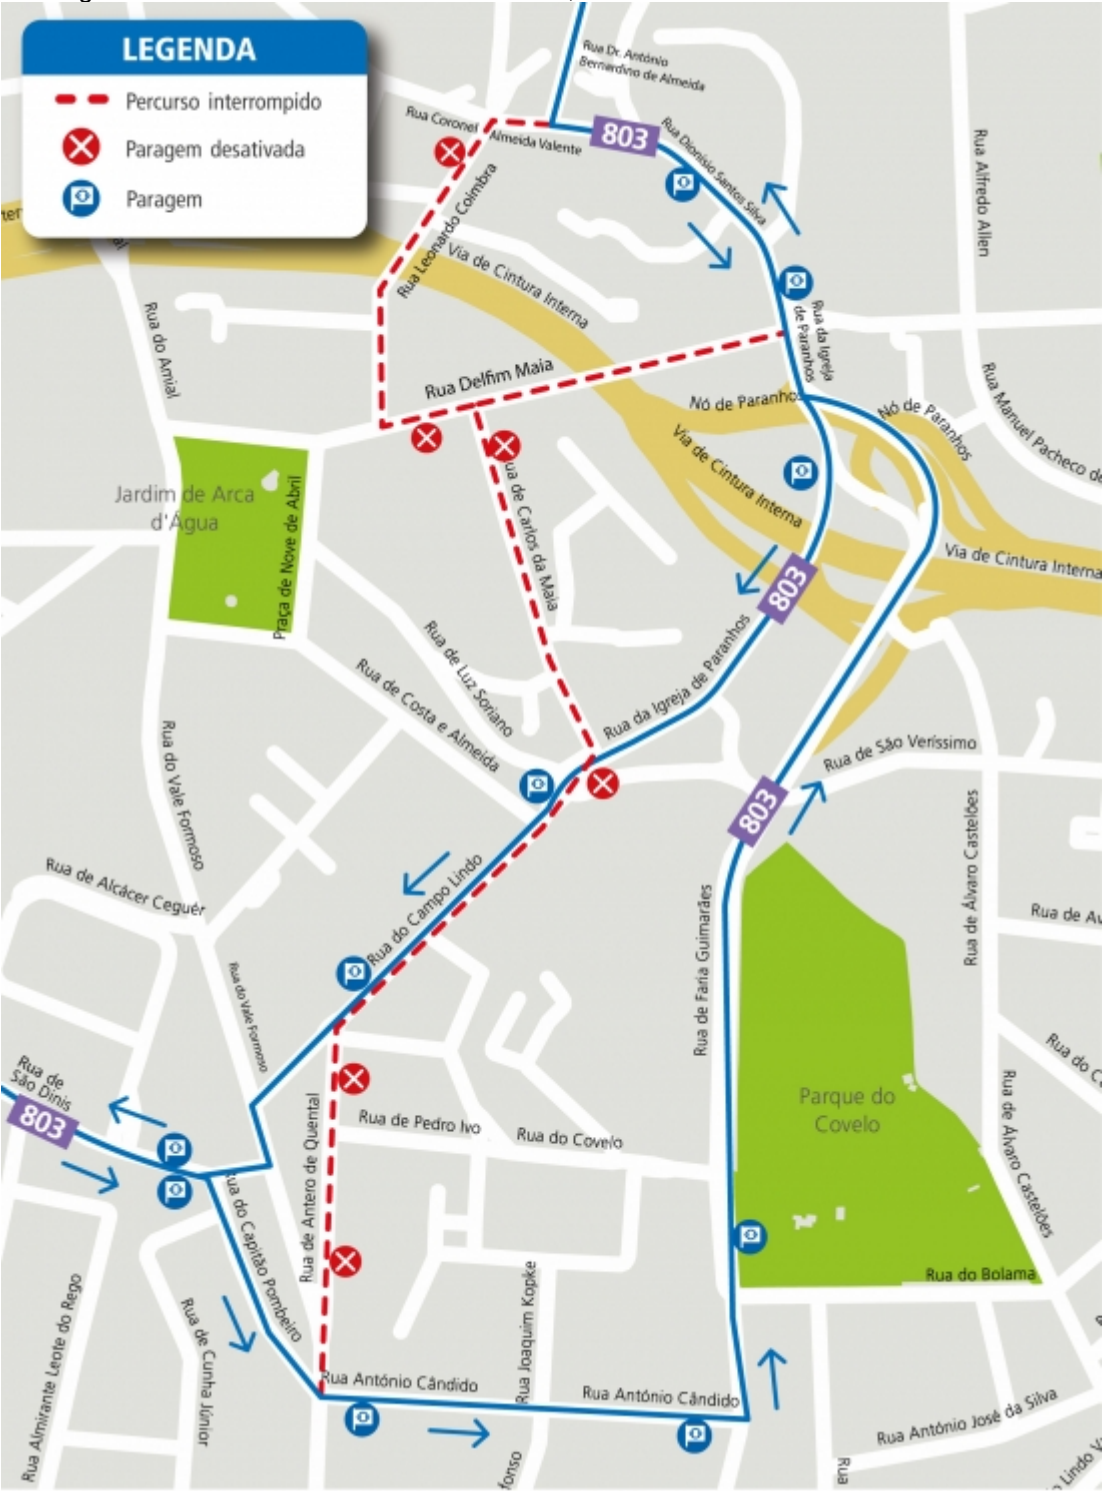 LEGENDA
Percurso interrompido
Paragem desativada
Paragem
Rua Dr. António
Bernardino de Almeida
Rua Coronel
Almeida Valente
803
Rua Dionísio Santos Silva
Rua Alfredo Allen
Rua Leonardo Coimbra
Via de Cintura Interna
Rua do Amial
Rua da Igreja
de Paranhos
Rua Delfim Maia
Nó de Paranhos
Nó de Paranhos
Rua Manuel Pacheco de
Via de Cintura Interna
Jardim de Arca
d'Água
Praça de Nove de Abril
ua de Carlos da Maia
Via de Cintura Interna
803
Rua de Luz Soriano
Rua de Costa e Almeida
Rua da Igreja de Paranhos
Rua de São Veríssimo
Rua do Vale Formoso
803
Rua de Álvaro Castelões
Rua de Alcácer Ceguér
Rua do Campo Lindo
Rua de Faria Guimarães
Rua de Av
Rua do Vale Formoso
Rua do C
Rua de
São Dinis
803
Parque do
Covelo
Rua de Álvaro Castelões
Rua de Antero de Quental
Rua de Pedro Ivo
Rua do Covelo
ua do Capitão Pombeiro
Rua do Bolama
Rua Almirante Leote do Rego
Rua de Cunha Júnior
Rua Joaquim Kopke
Rua António Cândido
Rua António Cândido
Rua António José da Silva
Rua
onso
o Lindo V